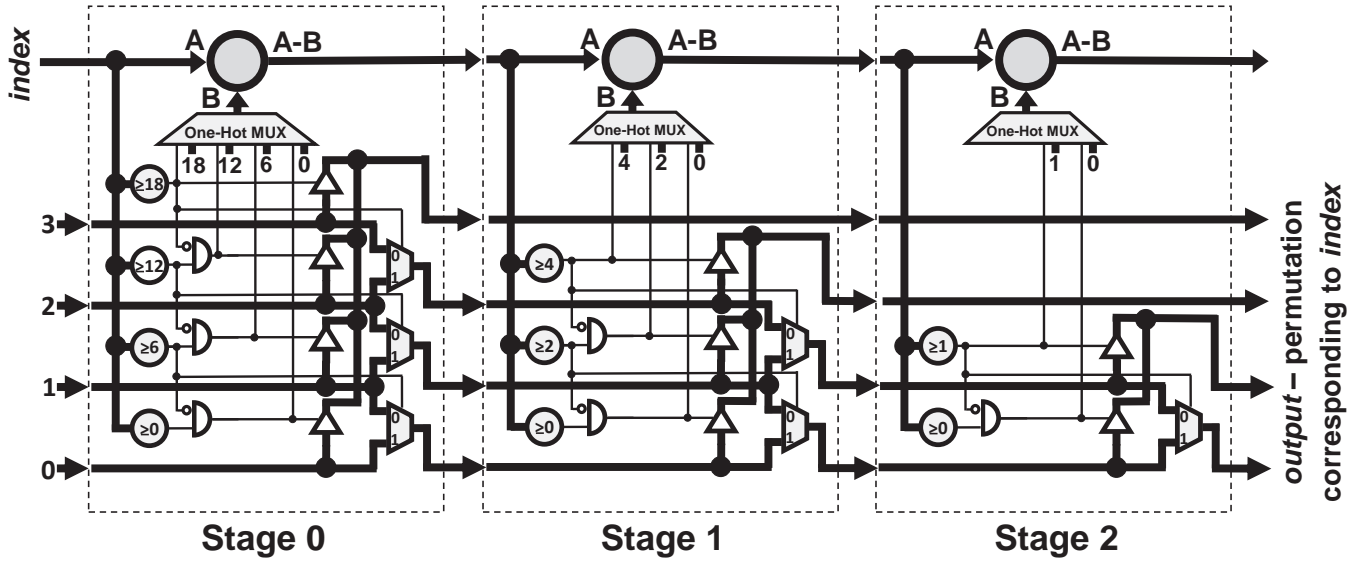 index
A
A-B
B
One-Hot MUX
18 12 6 0
≥18
3
≥12
0
1
2
≥6
0
1
1
≥0
0
1
0
Stage 0
A
A-B
B
One-Hot MUX
4 2 0
≥4
≥2
0
1
≥0
0
1
Stage 1
A
A-B
B
One-Hot MUX
1 0
≥1
≥0
0
1
Stage 2
output – permutation
corresponding to index